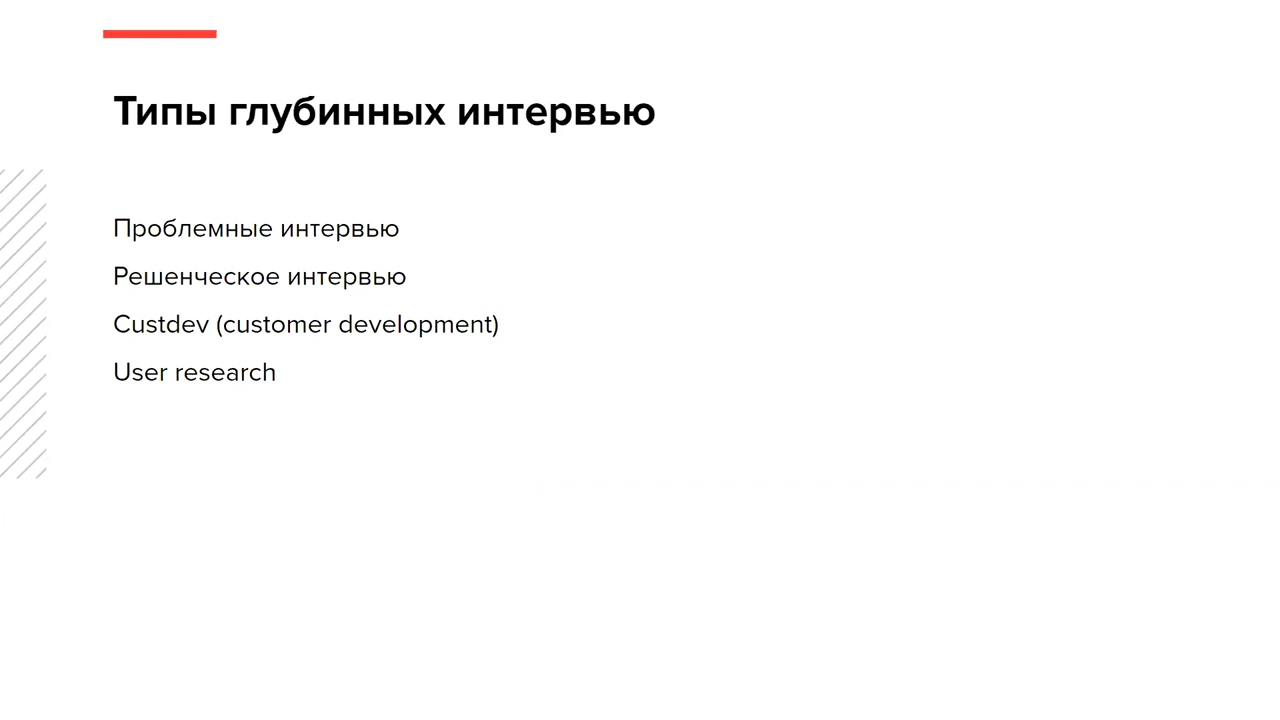 Типы глубинных интервью
Проблемные интервью
Решенческое интервью
Custdev (customer development)
User research